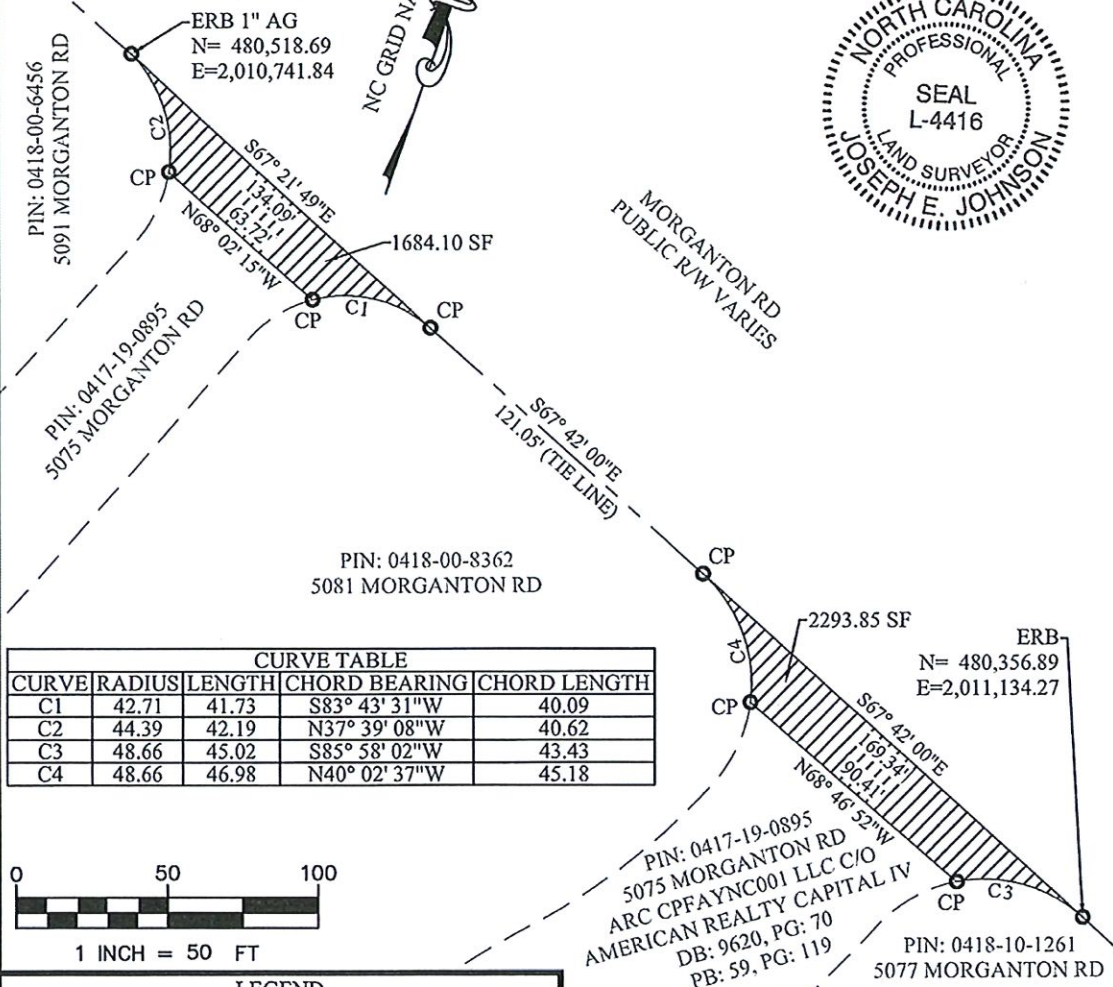 ERB 1" AG
N= 480,518.69
E=2,010,741.84
NC GRID NA
NORTH CAROLINA
PROFESSIONAL
SEAL
L-4416
LAND SURVEYOR
JOSEPH E. JOHNSON
PIN: 0418-00-6456
5091 MORGANTON RD
C2
CP
S67° 21' 49"E
134.09'
63.72'
N68° 02' 15"W
1684.10 SF
CP
C1
CP
MORGANTON RD
PUBLIC R/W VARIES
PIN: 0417-19-0895
5075 MORGANTON RD
S67° 42' 00"E
121.05' (TIE LINE)
PIN: 0418-00-8362
5081 MORGANTON RD
CP
C4
CP
2293.85 SF
ERB
N= 480,356.89
E=2,011,134.27
S67° 42' 00"E
169.34'
90.41'
N68° 46' 52"W
CURVE TABLE
CURVE RADIUS LENGTH CHORD BEARING CHORD LENGTH
C1 42.71 41.73 S83° 43' 31"W 40.09
C2 44.39 42.19 N37° 39' 08"W 40.62
C3 48.66 45.02 S85° 58' 02"W 43.43
C4 48.66 46.98 N40° 02' 37"W 45.18
PIN: 0417-19-0895
5075 MORGANTON RD
ARC CPFAYNC001 LLC C/O
AMERICAN REALTY CAPITAL IV
DB: 9620, PG: 70
PB: 59, PG: 119
CP
C3
PIN: 0418-10-1261
5077 MORGANTON RD
0 50 100
1 INCH = 50 FT
LEGEND